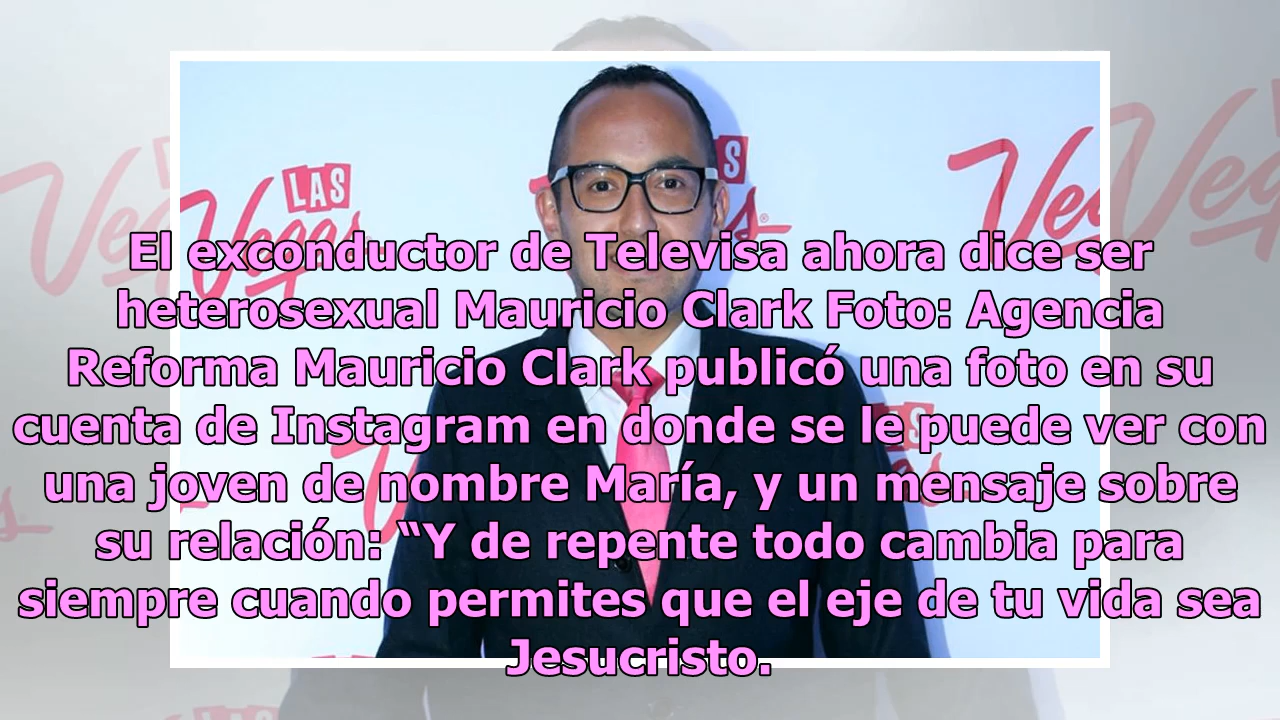 LAS
Vegas
El exconductor de Televisa ahora dice ser
heterosexual Mauricio Clark Foto: Agencia
Reforma Mauricio Clark publicó una foto en su
cuenta de Instagram en donde se le puede ver con
una joven de nombre María, y un mensaje sobre
su relación: “Y de repente todo cambia para
siempre cuando permites que el eje de tu vida sea
Jesucristo.